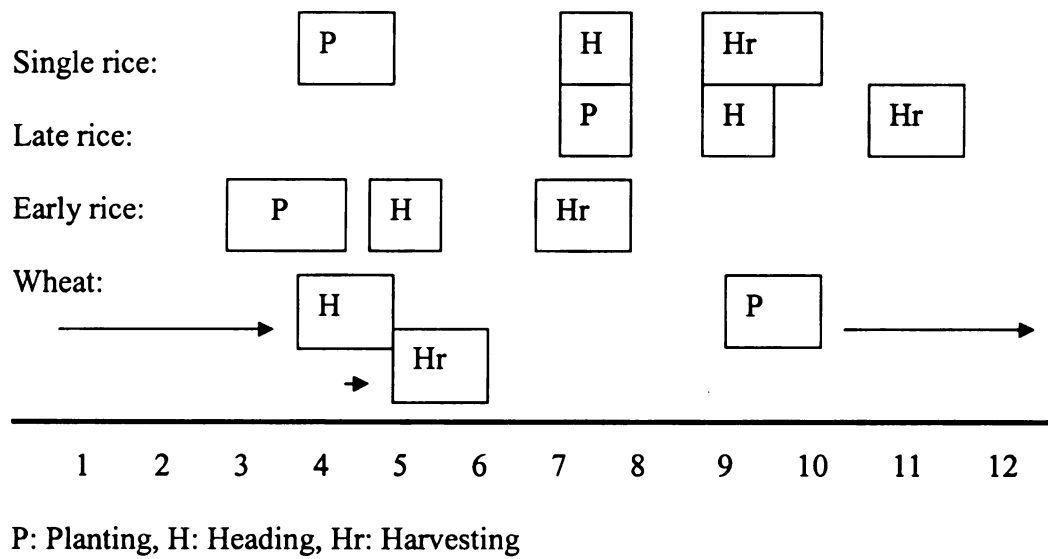 Single rice: P H Hr
Late rice: P H Hr
Early rice: P H Hr
Wheat: H P
Hr
1 2 3 4 5 6 7 8 9 10 11 12
P: Planting, H: Heading, Hr: Harvesting